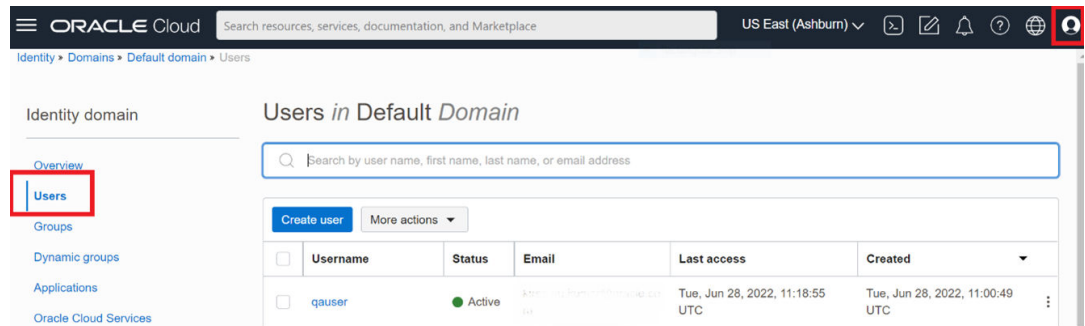 ORACLE Cloud
Search resources, services, documentation, and Marketplace
US East (Ashburn)
Identity » Domains » Default domain » Users
Identity domain
Overview
Users
Groups
Dynamic groups
Applications
Oracle Cloud Services
Users in Default Domain
Search by user name, first name, last name, or email address
Create user More actions
Username Status Email Last access Created
qauser Active Tue, Jun 28, 2022, 11:18:55 Tue, Jun 28, 2022, 11:00:49
UTC UTC